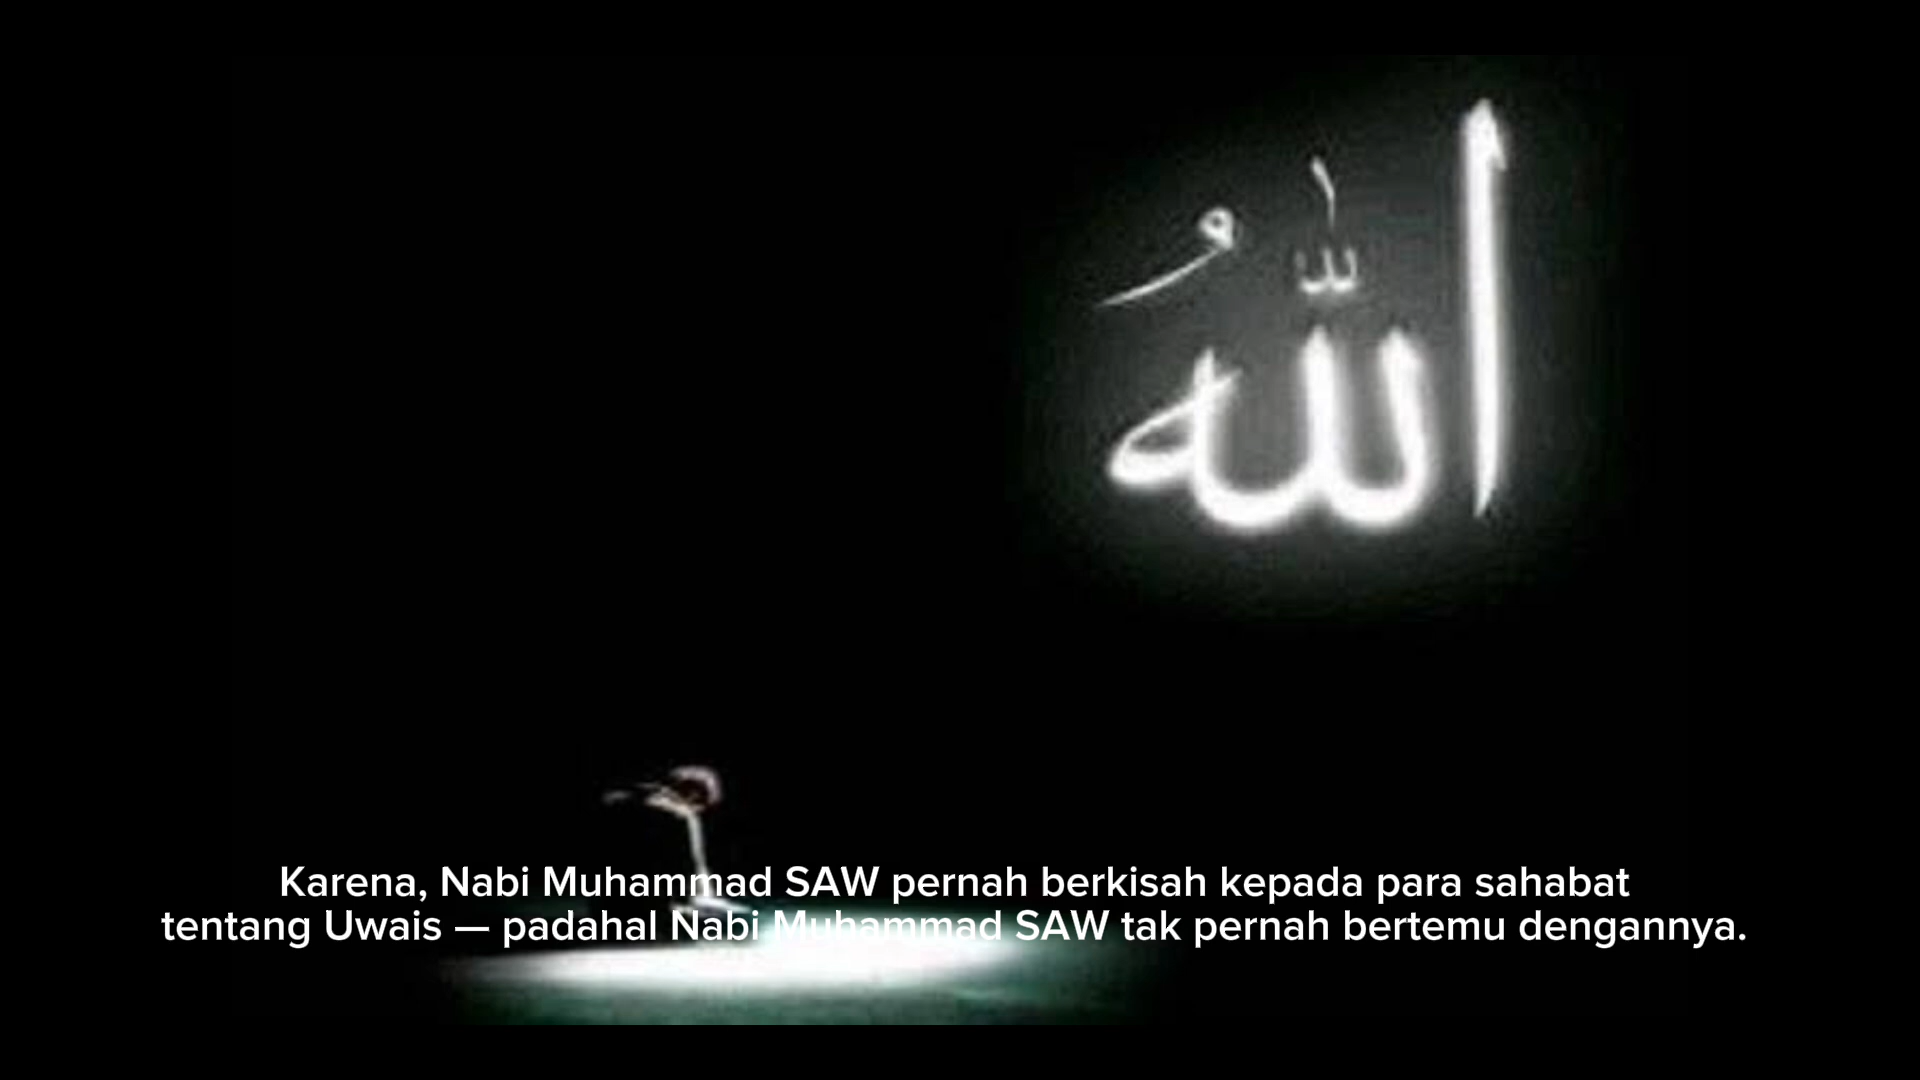 اللّٰهُ
Karena, Nabi Muhammad SAW pernah berkisah kepada para sahabat
tentang Uwais — padahal Nabi Muhammad SAW tak pernah bertemu dengannya.